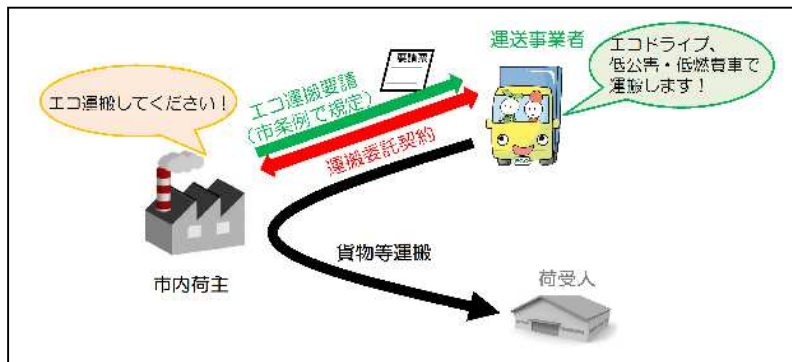 運送事業者
エコドライブ、
低公害・低燃費車で
運搬します！
要請票
エコ運搬してください！
エコ運搬要請
（市条例で規定）
運搬委託契約
市内荷主
貨物等運搬
荷受人